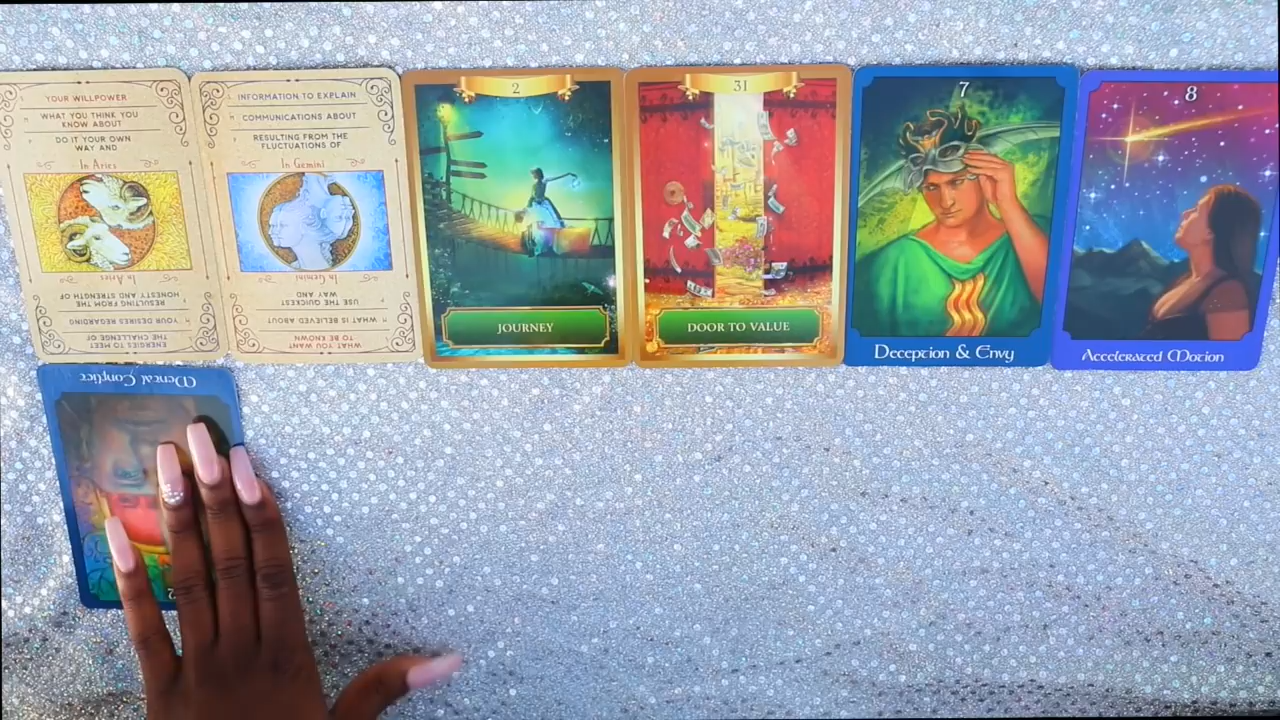 YOUR WILLPOWER
WHAT YOU THINK YOU
KNOW ABOUT
DO IT YOUR OWN
WAY AND
In Aries
In Aries
RESULTING FROM THE
HONESTY AND STRENGTH OF
YOUR DESIRES REGARDING
ENERGIES TO MEET
THE CHALLENGE OF
INFORMATION TO EXPLAIN
COMMUNICATIONS ABOUT
RESULTING FROM THE
FLUCTUATIONS OF
In Gemini
In Gemini
USE THE QUICKEST
WAY AND
WHAT IS BELIEVED ABOUT
WHAT YOU WANT
TO BE KNOWN
2
JOURNEY
31
DOOR TO VALUE
7
Deception & Envy
8
Accelerated Motion
Mental Conflict
2